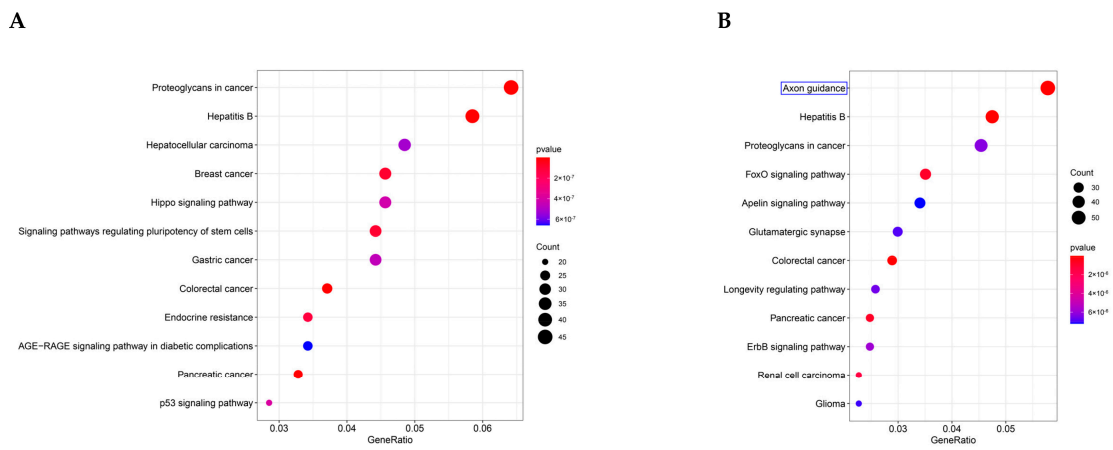 A
Proteoglycans in cancer
Hepatitis B
Hepatocellular carcinoma
Breast cancer
Hippo signaling pathway
Signaling pathways regulating pluripotency of stem cells
Gastric cancer
Colorectal cancer
Endocrine resistance
AGE−RAGE signaling pathway in diabetic complications
Pancreatic cancer
p53 signaling pathway
0.03 0.04 0.05 0.06
GeneRatio
pvalue
2×10⁻⁷
4×10⁻⁷
6×10⁻⁷
Count
20
25
30
35
40
45
B
Axon guidance
Hepatitis B
Proteoglycans in cancer
FoxO signaling pathway
Apelin signaling pathway
Glutamatergic synapse
Colorectal cancer
Longevity regulating pathway
Pancreatic cancer
ErbB signaling pathway
Renal cell carcinoma
Glioma
0.03 0.04 0.05
GeneRatio
Count
30
40
50
pvalue
2×10⁻⁶
4×10⁻⁶
6×10⁻⁶